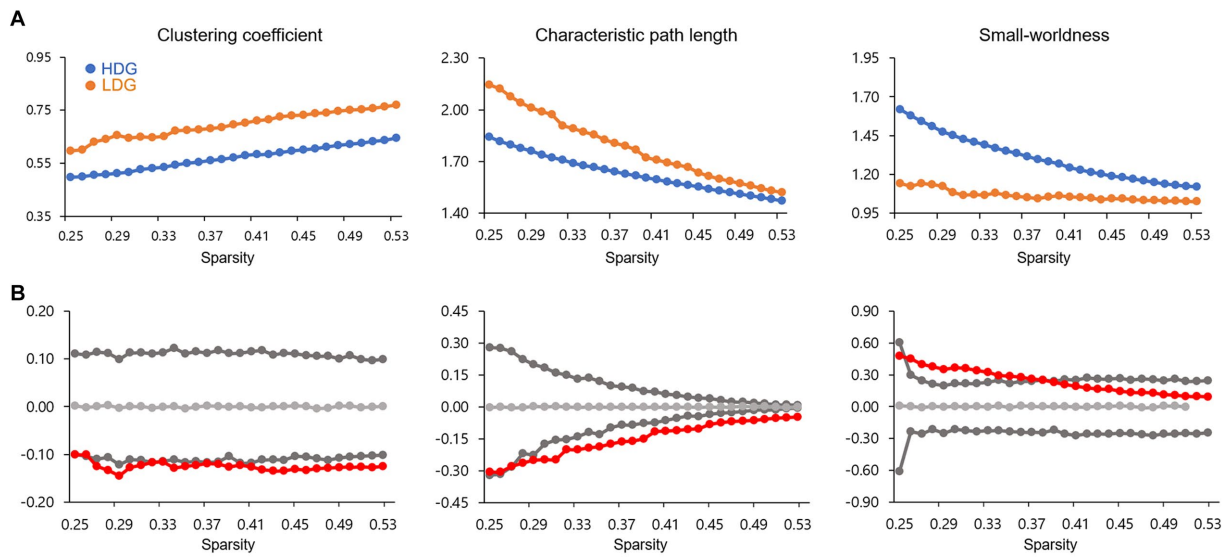 A
Clustering coefficient
Characteristic path length
Small-worldness
HDG
LDG
0.95
0.75
0.55
0.35
0.25 0.29 0.33 0.37 0.41 0.45 0.49 0.53
Sparsity
2.30
2.00
1.70
1.40
0.25 0.29 0.33 0.37 0.41 0.45 0.49 0.53
Sparsity
1.95
1.70
1.45
1.20
0.95
0.25 0.29 0.33 0.37 0.41 0.45 0.49 0.53
Sparsity
B
0.20
0.10
0.00
-0.10
-0.20
0.25 0.29 0.33 0.37 0.41 0.45 0.49 0.53
Sparsity
0.45
0.30
0.15
0.00
-0.15
-0.30
-0.45
0.25 0.29 0.33 0.37 0.41 0.45 0.49 0.53
Sparsity
0.90
0.60
0.30
0.00
-0.30
-0.60
-0.90
0.25 0.29 0.33 0.37 0.41 0.45 0.49 0.53
Sparsity